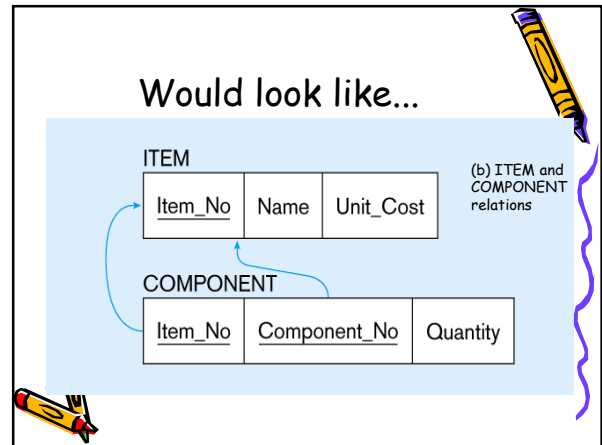 Would look like...
ITEM
(b) ITEM and
COMPONENT
relations
Item_No Name Unit_Cost
COMPONENT
Item_No Component_No Quantity